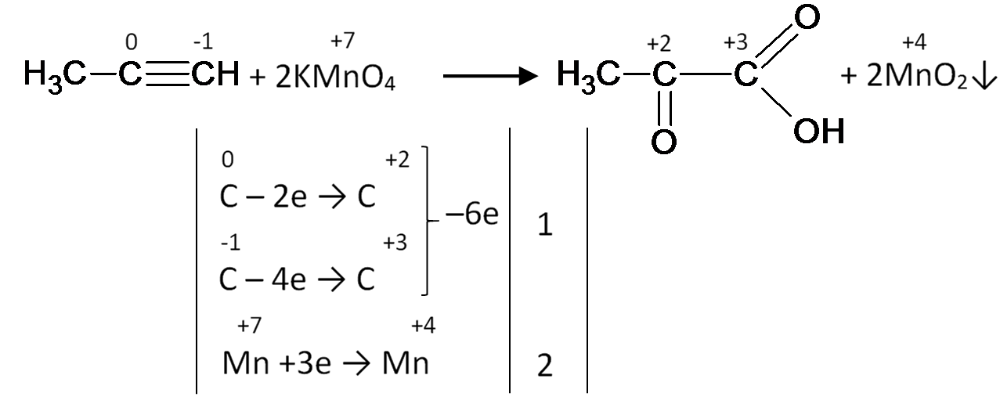 0 -1 +7 +2 +3 O +4
H₃C–C≡CH + 2KMnO₄ → H₃C–C–C + 2MnO₂↓
O OH
0 +2
C – 2e → C
–6e 1
-1 +3
C – 4e → C
+7 +4
Mn +3e → Mn 2